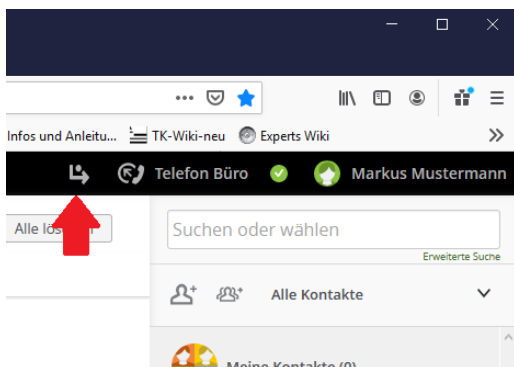 Infos und Anleitu... TK-Wiki-neu Experts Wiki
Telefon Büro Markus Mustermann
Alle
Suchen oder wählen
Erweiterte Suche
Alle Kontakte
Meine Kontakte (0)